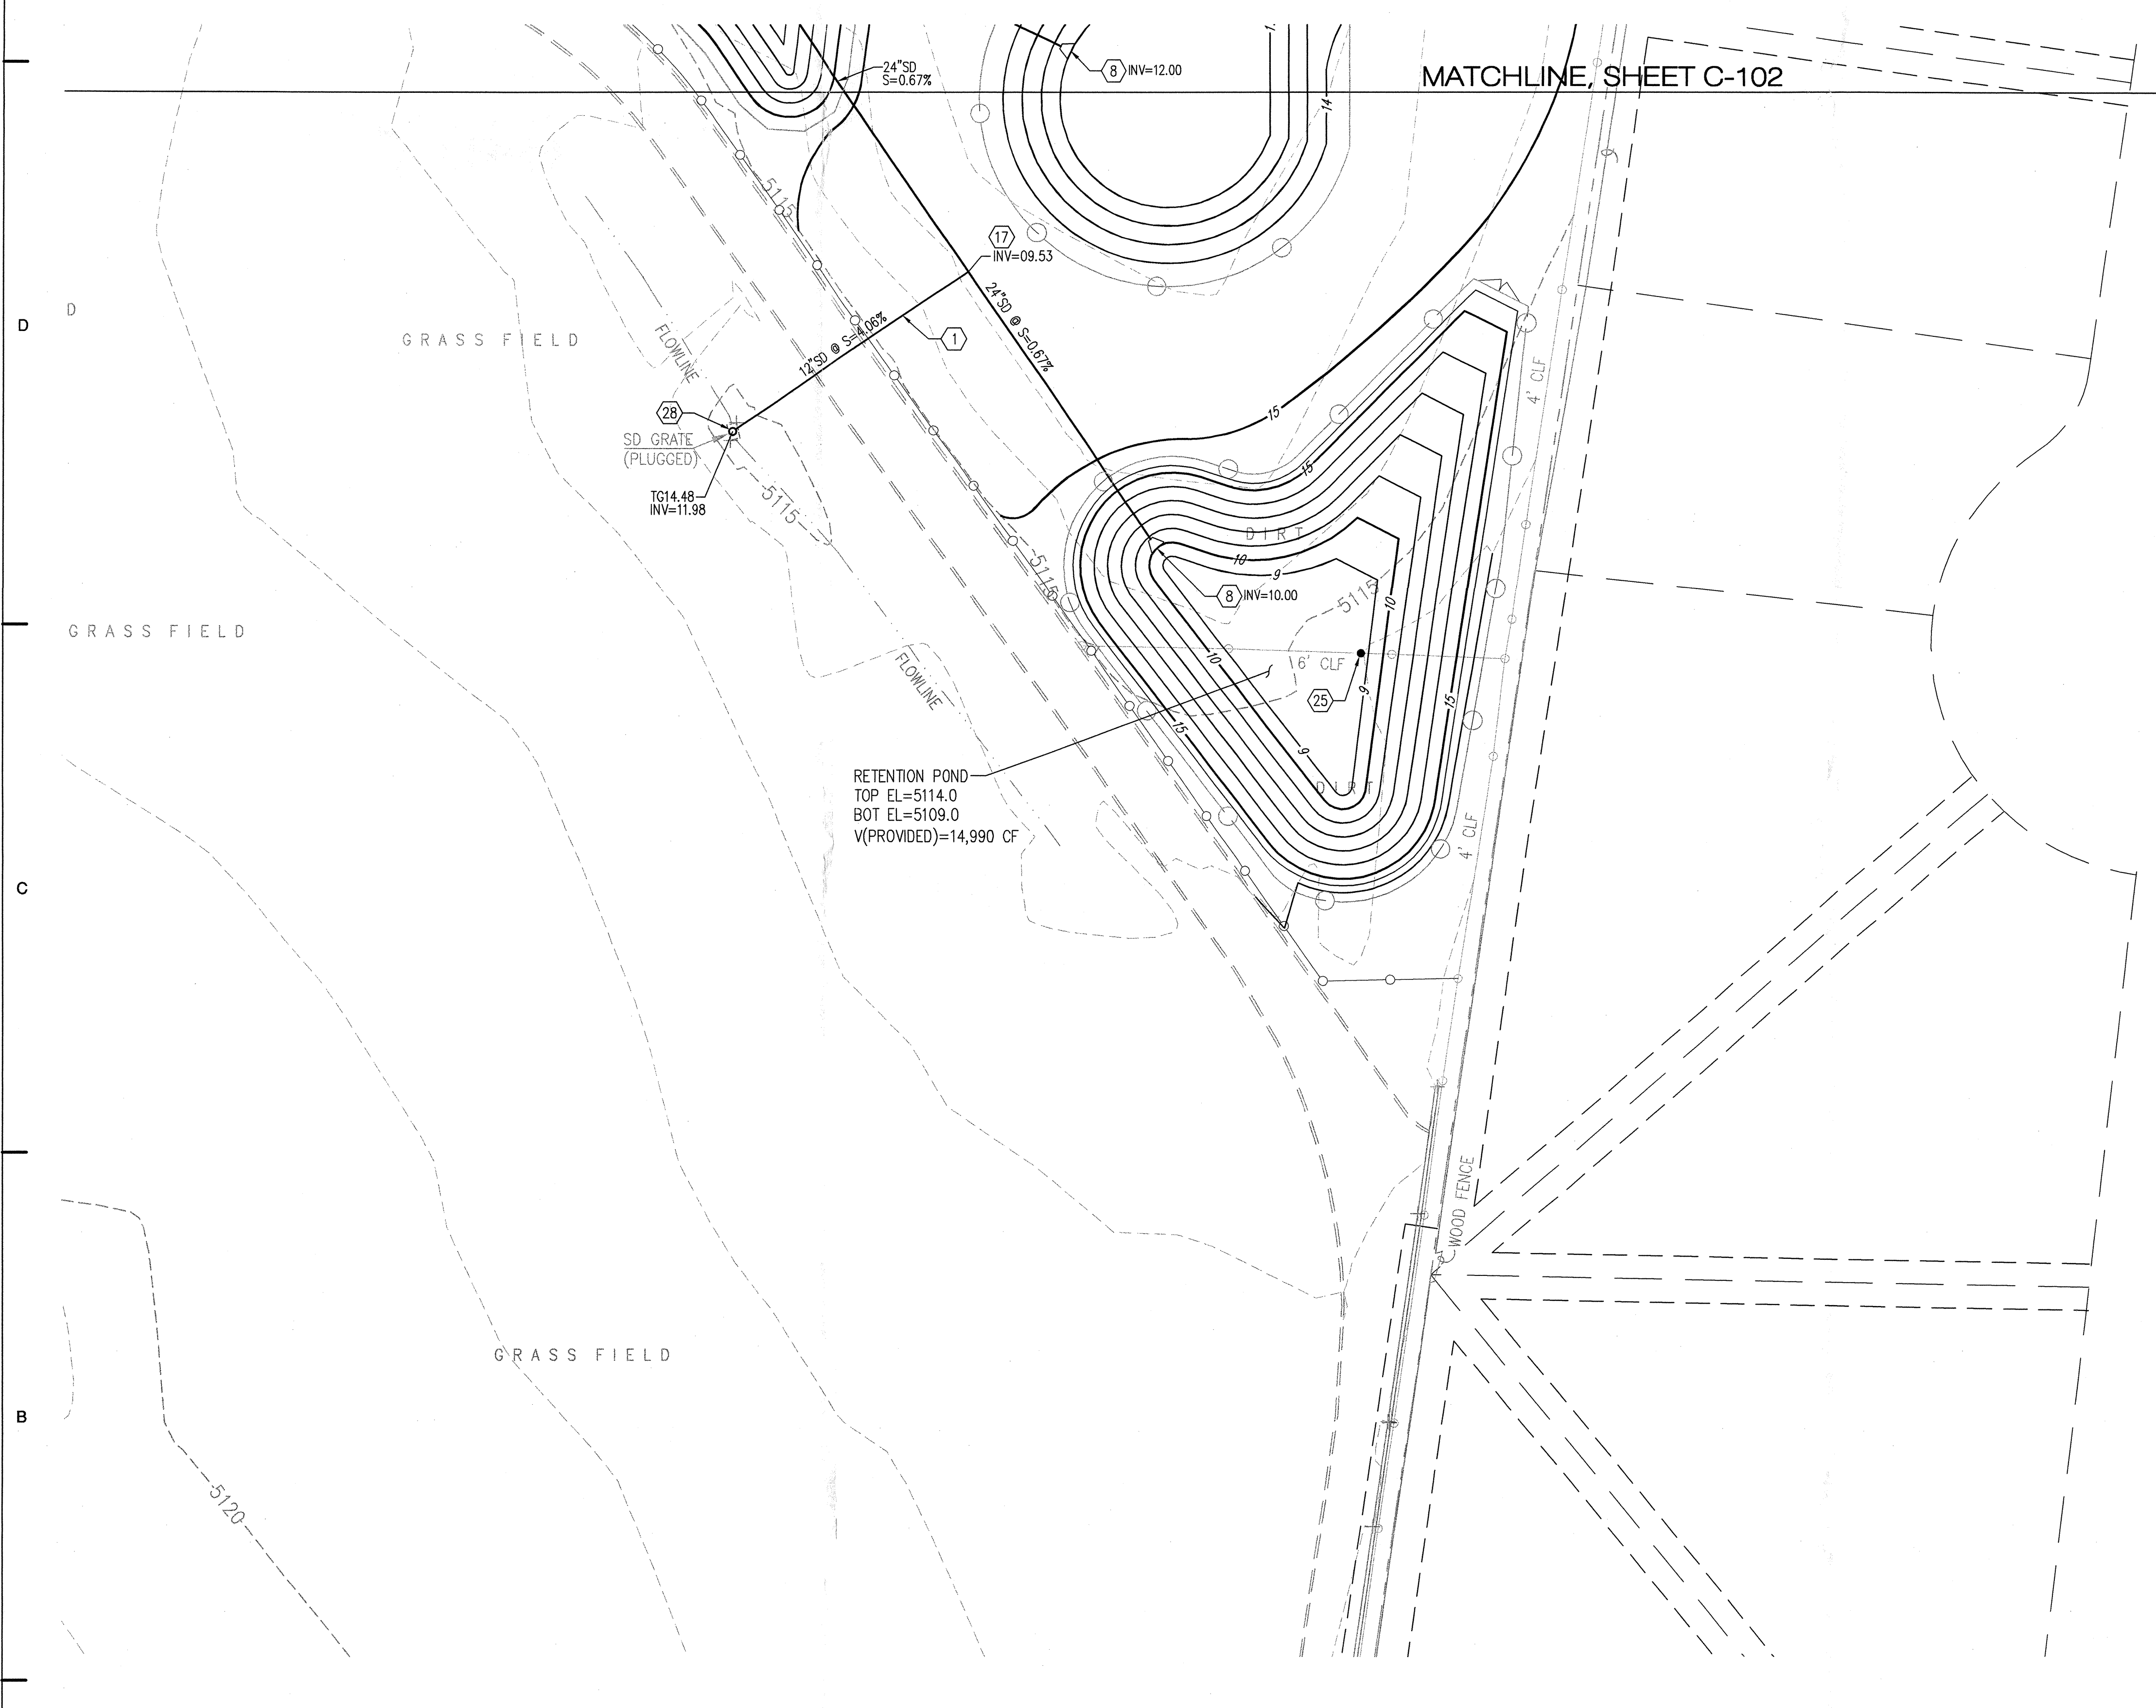 24"SD
S=0.67%
8 INV=12.00
MATCHLINE, SHEET C-102
14
5115
17
INV=09.53
24"SD @ S=0.67%
D
D
GRASS FIELD
FLOWLINE
12"SD @ S=4.06%
1
4' CLF
28
SD GRATE
(PLUGGED)
15
15
TG14.48
INV=11.98
5115
DIRT
10
9
5115
8 INV=10.00
5115
10
GRASS FIELD
10
6' CLF
FLOWLINE
25
9
15
15
9
RETENTION POND
TOP EL=5114.0
BOT EL=5109.0
V(PROVIDED)=14,990 CF
DIRT
4' CLF
C
WOOD FENCE
GRASS FIELD
B
5120